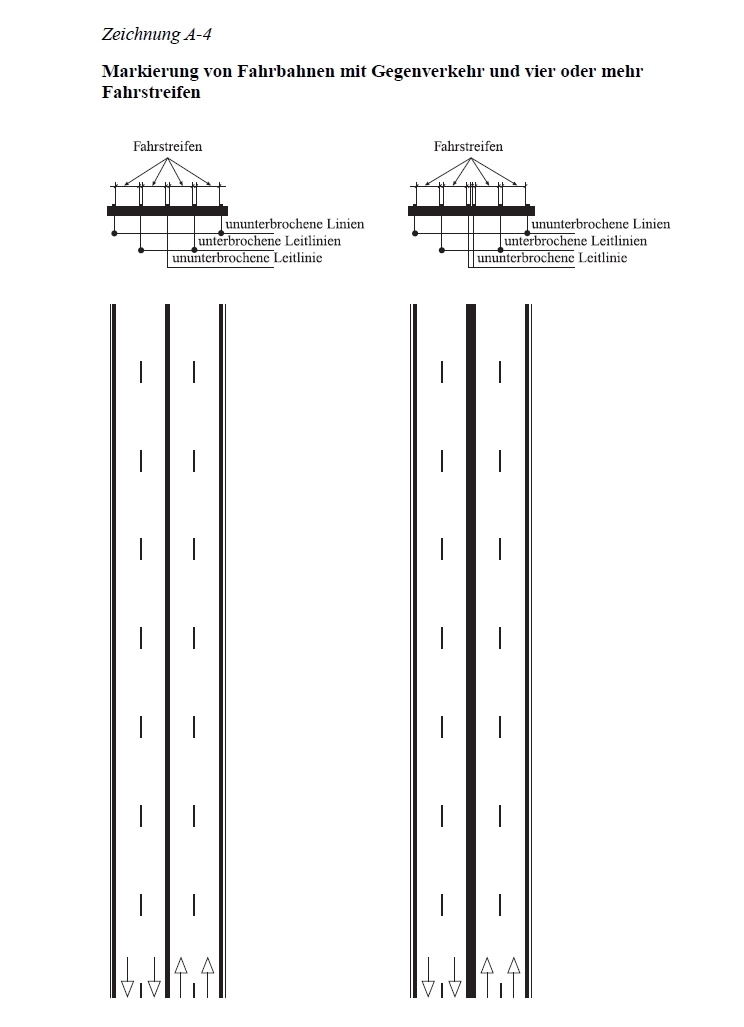 Zeichnung A-4
Markierung von Fahrbahnen mit Gegenverkehr und vier oder mehr
Fahrstreifen
Fahrstreifen
ununterbrochene Linien
unterbrochene Leitlinien
ununterbrochene Leitlinie
Fahrstreifen
ununterbrochene Linien
unterbrochene Leitlinien
ununterbrochene Leitlinie